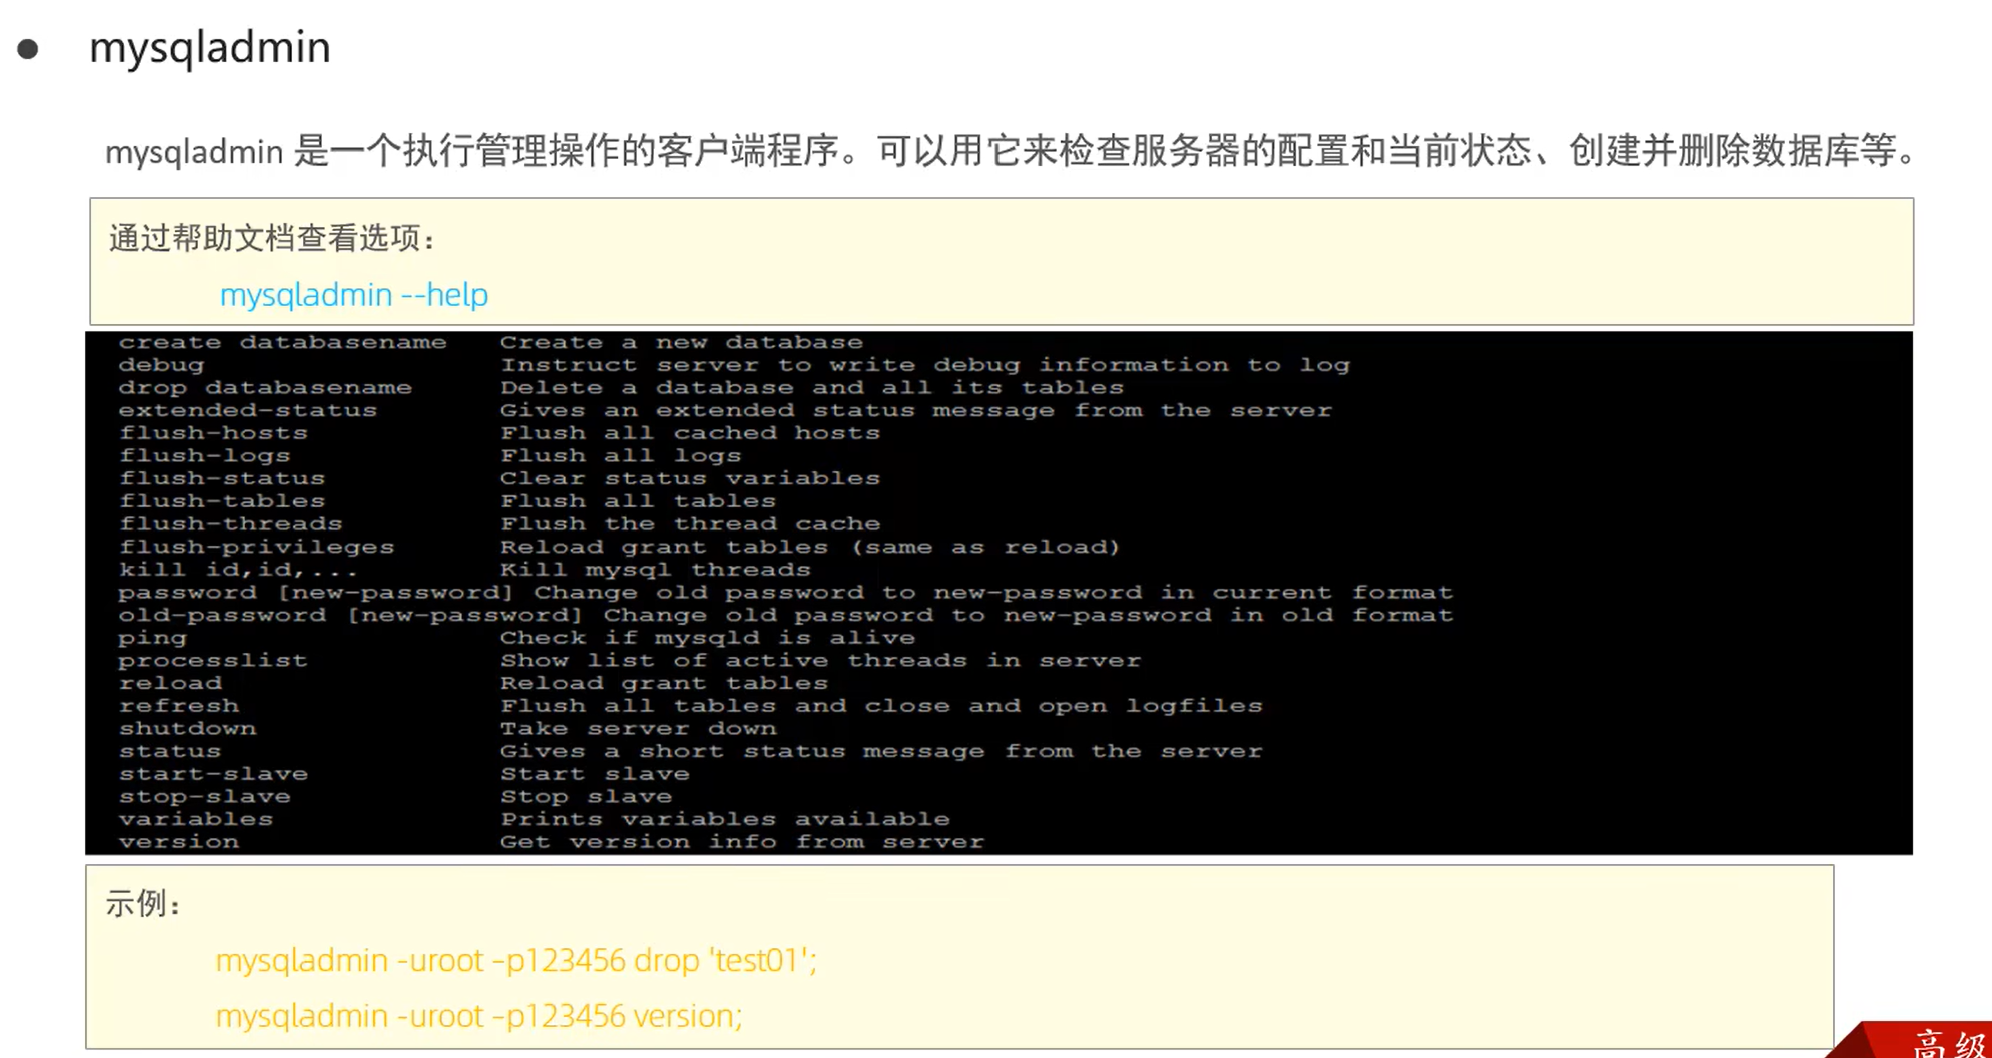 ● mysqladmin
mysqladmin 是一个执行管理操作的客户端程序。可以用它来检查服务器的配置和当前状态、创建并删除数据库等。
通过帮助文档查看选项：
mysqladmin --help
create databasename Create a new database
debug Instruct server to write debug information to log
drop databasename Delete a database and all its tables
extended-status Gives an extended status message from the server
flush-hosts Flush all cached hosts
flush-logs Flush all logs
flush-status Clear status variables
flush-tables Flush all tables
flush-threads Flush the thread cache
flush-privileges Reload grant tables (same as reload)
kill id,id,... Kill mysql threads
password [new-password] Change old password to new-password in current format
old-password [new-password] Change old password to new-password in old format
ping Check if mysqld is alive
processlist Show list of active threads in server
reload Reload grant tables
refresh Flush all tables and close and open logfiles
shutdown Take server down
status Gives a short status message from the server
start-slave Start slave
stop-slave Stop slave
variables Prints variables available
version Get version info from server
示例：
mysqladmin -uroot –p123456 drop 'test01';
mysqladmin -uroot –p123456 version;
高级